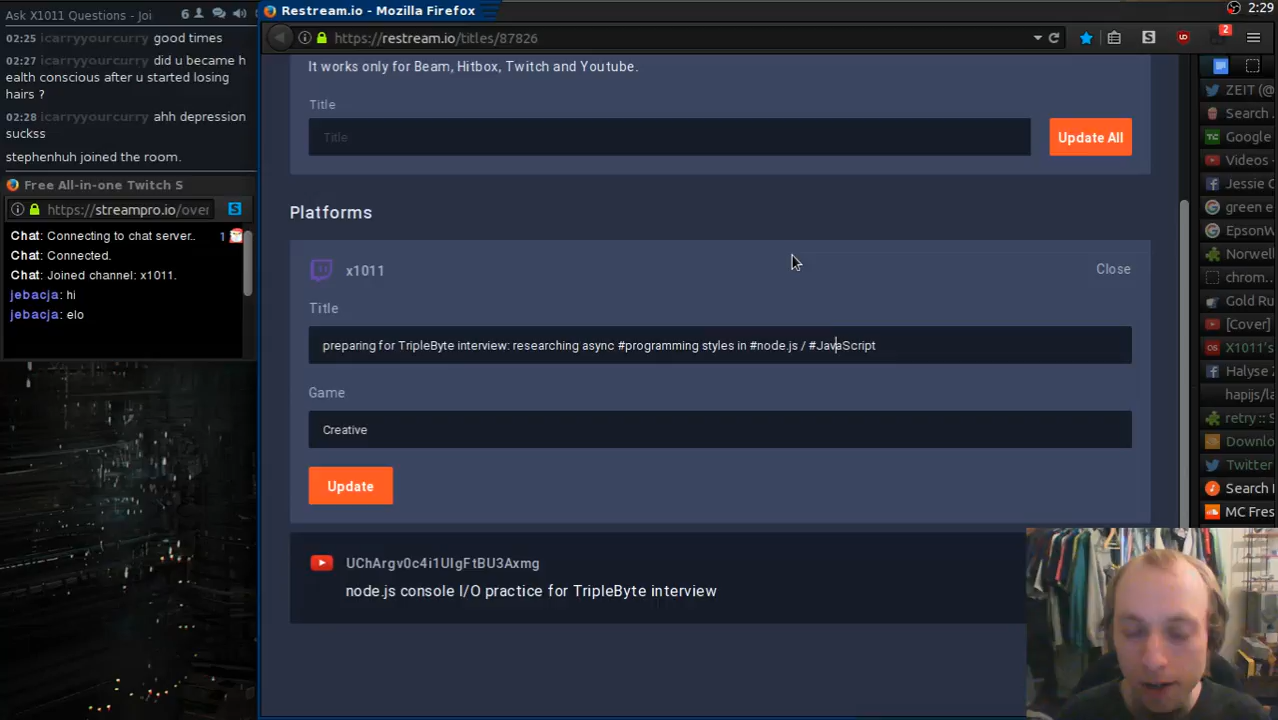 Ask X1011 Questions - Joi
6
02:25 icarryyourcurry good times
02:27 icarryyourcurry did u became h
ealth conscious after u started losing
hairs ?
02:28 icarryyourcurry ahh depression
suckss
stephenhuh joined the room.
Free All-in-one Twitch S
https://streampro.io/over
Chat: Connecting to chat server.. 1
Chat: Connected.
Chat: Joined channel: x1011.
jebacja: hi
jebacja: elo
Restream.io - Mozilla Firefox
2:29
https://restream.io/titles/87826
2
It works only for Beam, Hitbox, Twitch and Youtube.
Title
Title
Update All
Platforms
x1011
Close
Title
preparing for TripleByte interview: researching async #programming styles in #node.js / #JavaScript
Game
Creative
Update
UChArgv0c4i1UIgFtBU3Axmg
node.js console I/O practice for TripleByte interview
ZEIT (@
Search
Google
Videos -
Jessie C
green e
EpsonW
Norwell
chrom...
Gold Ru
[Cover]
X1011's
Halyse Z
hapijs/la
retry :: S
Downlo
Twitter
Search
MC Fres